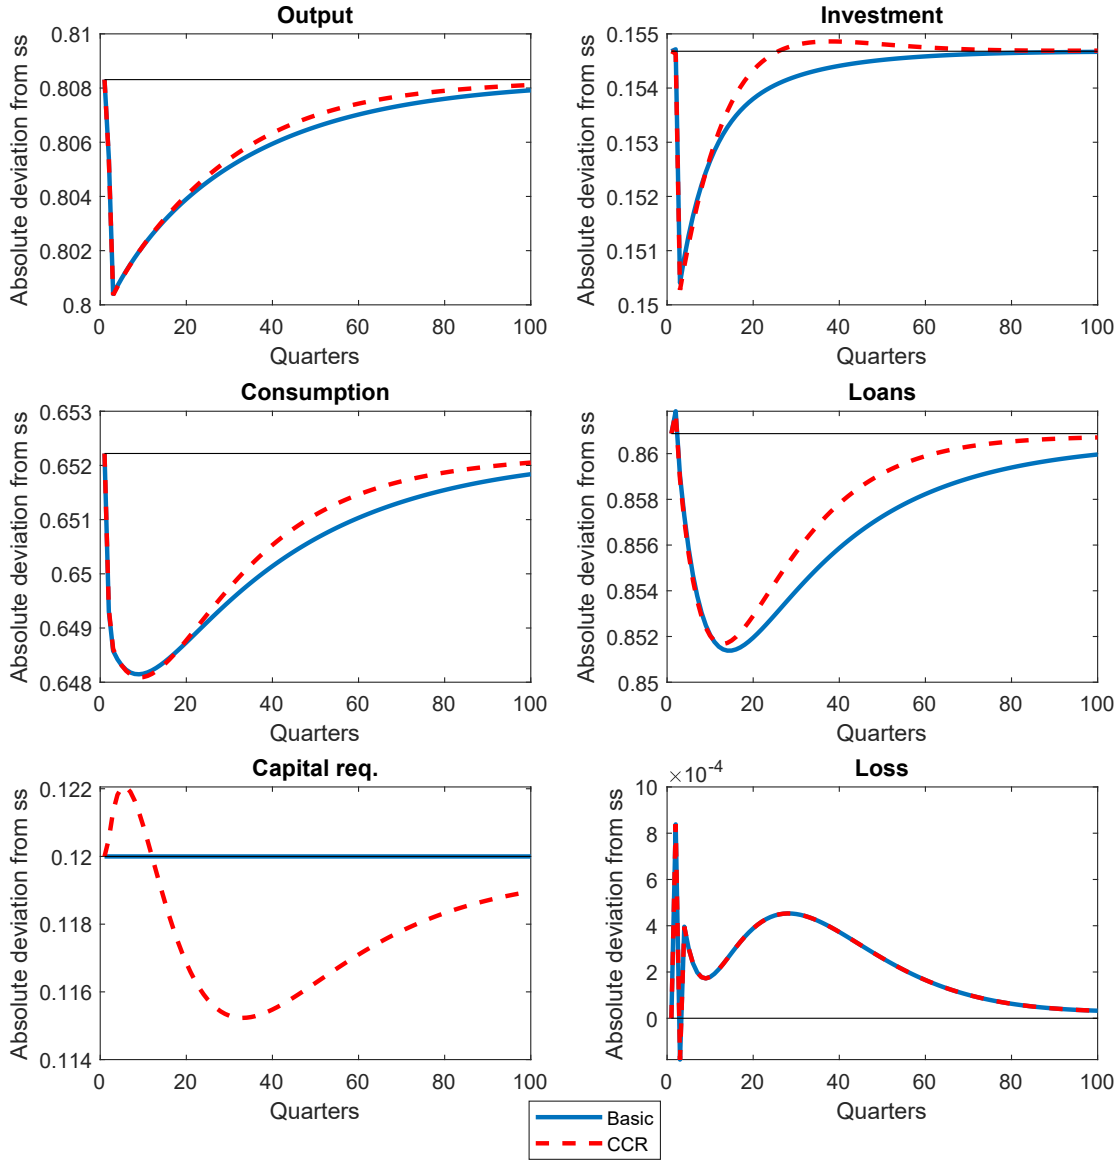 Output
Absolute deviation from ss
0.81
0.808
0.806
0.804
0.802
0.8
0 20 40 60 80 100
Quarters
Investment
Absolute deviation from ss
0.155
0.154
0.153
0.152
0.151
0.15
0 20 40 60 80 100
Quarters
Consumption
Absolute deviation from ss
0.653
0.652
0.651
0.65
0.649
0.648
0 20 40 60 80 100
Quarters
Loans
Absolute deviation from ss
0.86
0.858
0.856
0.854
0.852
0.85
0 20 40 60 80 100
Quarters
Capital req.
Absolute deviation from ss
0.122
0.12
0.118
0.116
0.114
0 20 40 60 80 100
Quarters
Loss
×10⁻⁴
Absolute deviation from ss
10
8
6
4
2
0
0 20 40 60 80 100
Quarters
Basic
CCR